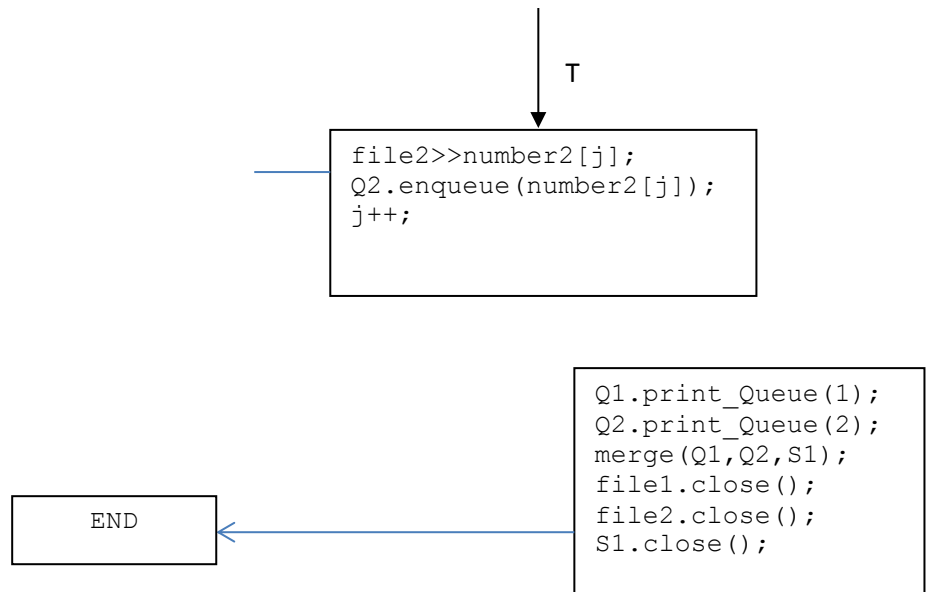 T
file2>>number2[j];
Q2.enqueue(number2[j]);
j++;
Q1.print_Queue(1);
Q2.print_Queue(2);
merge(Q1,Q2,S1);
file1.close();
file2.close();
S1.close();
END